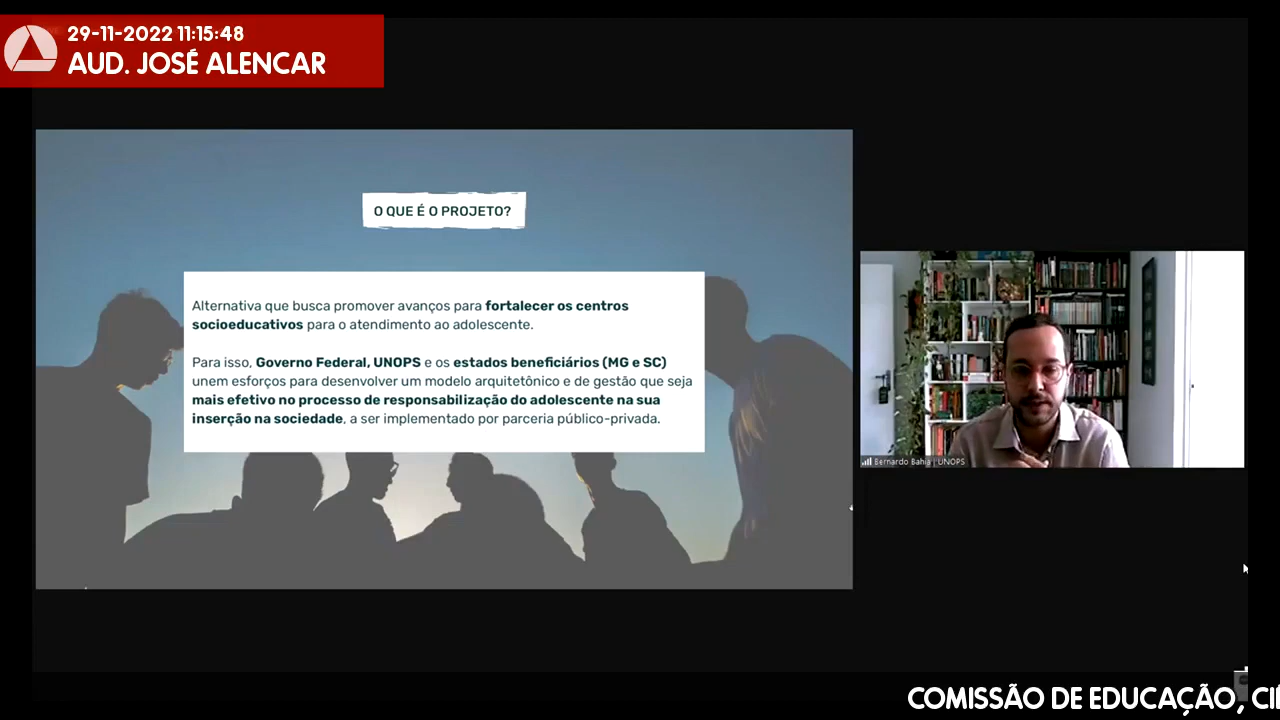 29-11-2022 11:15:48
AUD. JOSÉ ALENCAR
O QUE É O PROJETO?
Alternativa que busca promover avanços para fortalecer os centros
socioeducativos para o atendimento ao adolescente.
Para isso, Governo Federal, UNOPS e os estados beneficiários (MG e SC)
unem esforços para desenvolver um modelo arquitetônico e de gestão que seja
mais efetivo no processo de responsabilização do adolescente na sua
inserção na sociedade, a ser implementado por parceria público-privada.
Bernardo Bahia | UNOPS
COMISSÃO DE EDUCAÇÃO, CI